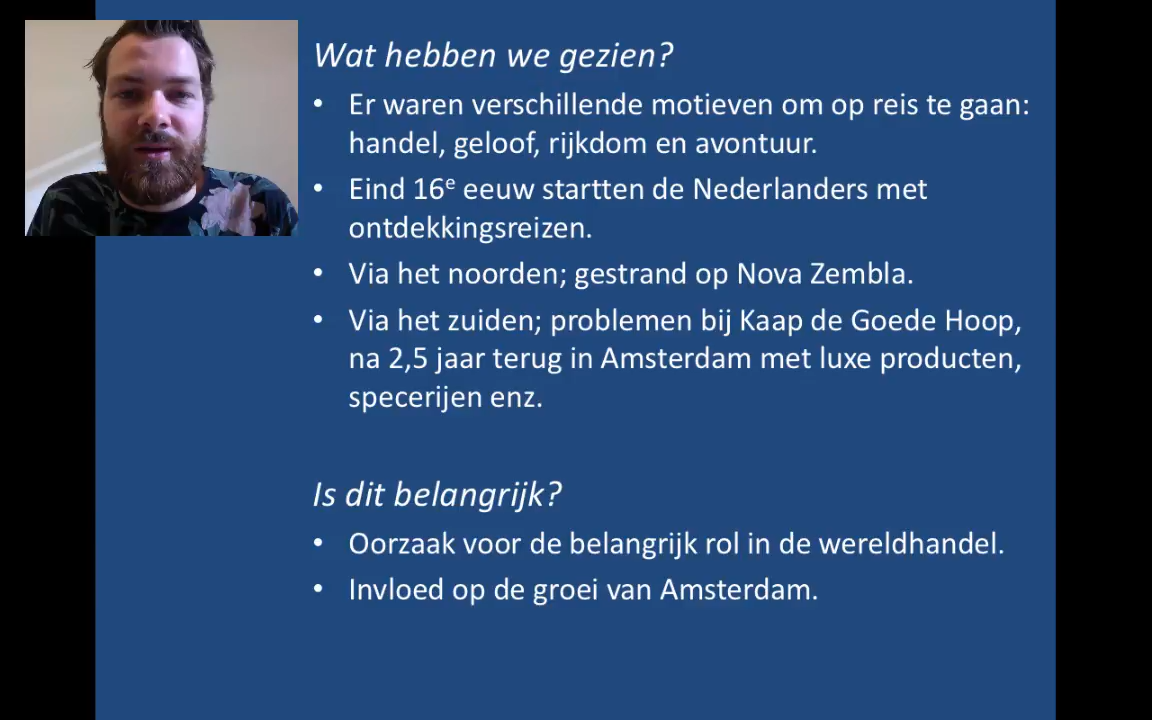 Wat hebben we gezien?
• Er waren verschillende motieven om op reis te gaan:
handel, geloof, rijkdom en avontuur.
• Eind 16e eeuw startten de Nederlanders met
ontdekkingsreizen.
• Via het noorden; gestrand op Nova Zembla.
• Via het zuiden; problemen bij Kaap de Goede Hoop,
na 2,5 jaar terug in Amsterdam met luxe producten,
specerijen enz.
Is dit belangrijk?
• Oorzaak voor de belangrijk rol in de wereldhandel.
• Invloed op de groei van Amsterdam.